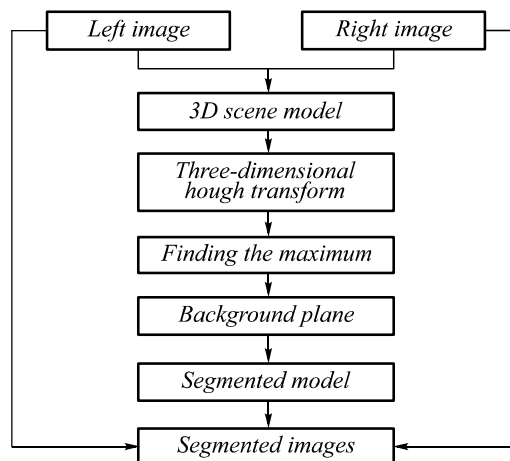 Left image
Right image
3D scene model
Three-dimensional
hough transform
Finding the maximum
Background plane
Segmented model
Segmented images